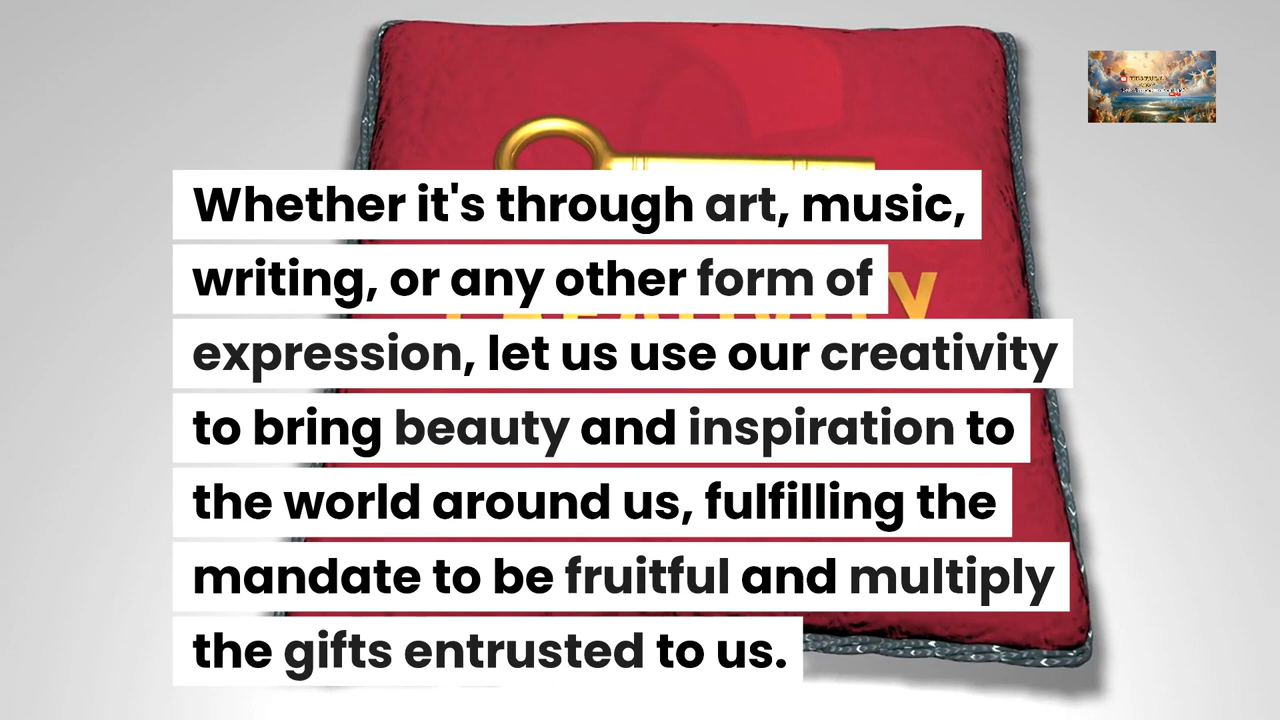 Whether it's through art, music,
writing, or any other form of
expression, let us use our creativity
to bring beauty and inspiration to
the world around us, fulfilling the
mandate to be fruitful and multiply
the gifts entrusted to us.